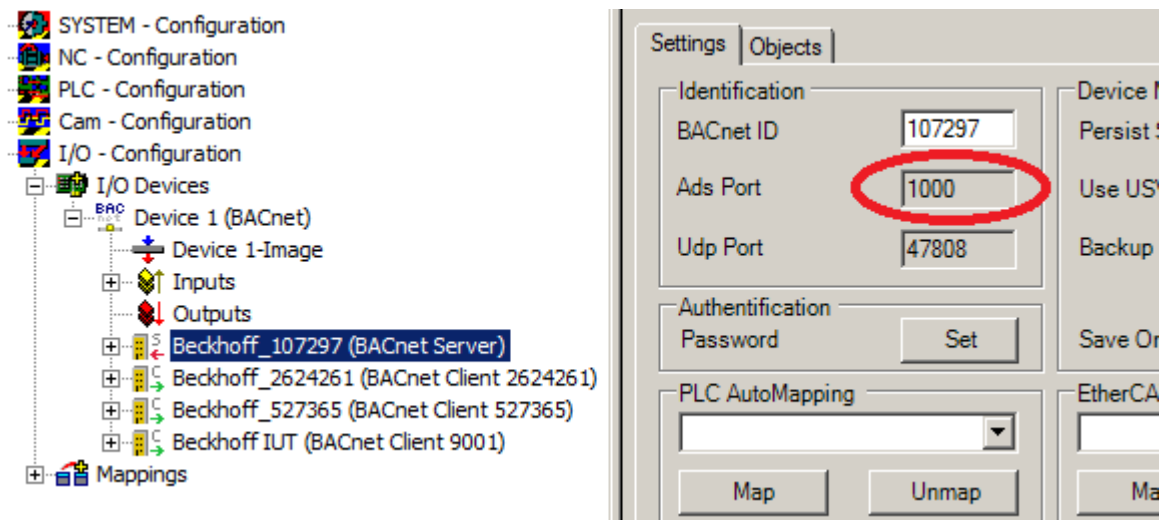 SYSTEM - Configuration
NC - Configuration
PLC - Configuration
Cam - Configuration
I/O - Configuration
I/O Devices
Device 1 (BACnet)
Device 1-Image
Inputs
Outputs
Beckhoff_107297 (BACnet Server)
Beckhoff_2624261 (BACnet Client 2624261)
Beckhoff_527365 (BACnet Client 527365)
Beckhoff IUT (BACnet Client 9001)
Mappings
Settings Objects
Identification
BACnet ID 107297
Ads Port 1000
Udp Port 47808
Authentification
Password Set
PLC AutoMapping
Map Unmap
Device
Persist
Use
Backup
Save